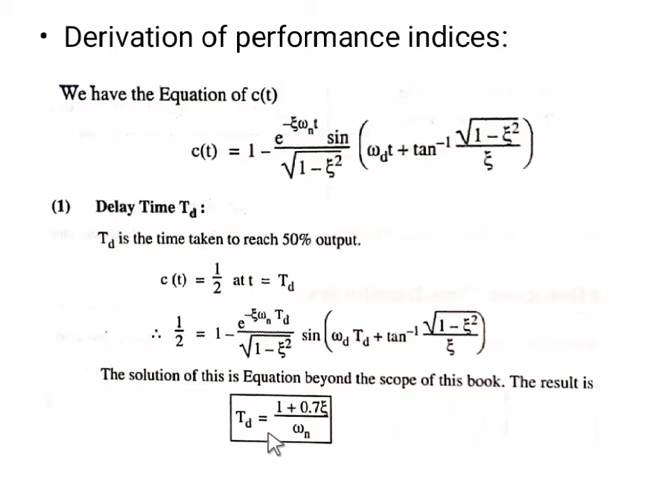 • Derivation of performance indices:
We have the Equation of c(t)
c(t) = 1 - e^{-ξω_n t} / √(1 - ξ²) sin (ω_d t + tan⁻¹ √(1 - ξ²) / ξ)
(1) Delay Time T_d :
T_d is the time taken to reach 50% output.
c (t) = 1/2 at t = T_d
∴ 1/2 = 1 - e^{-ξω_n T_d} / √(1 - ξ²) sin (ω_d T_d + tan⁻¹ √(1 - ξ²) / ξ)
The solution of this is Equation beyond the scope of this book. The result is
T_d = (1 + 0.7ξ) / ω_n